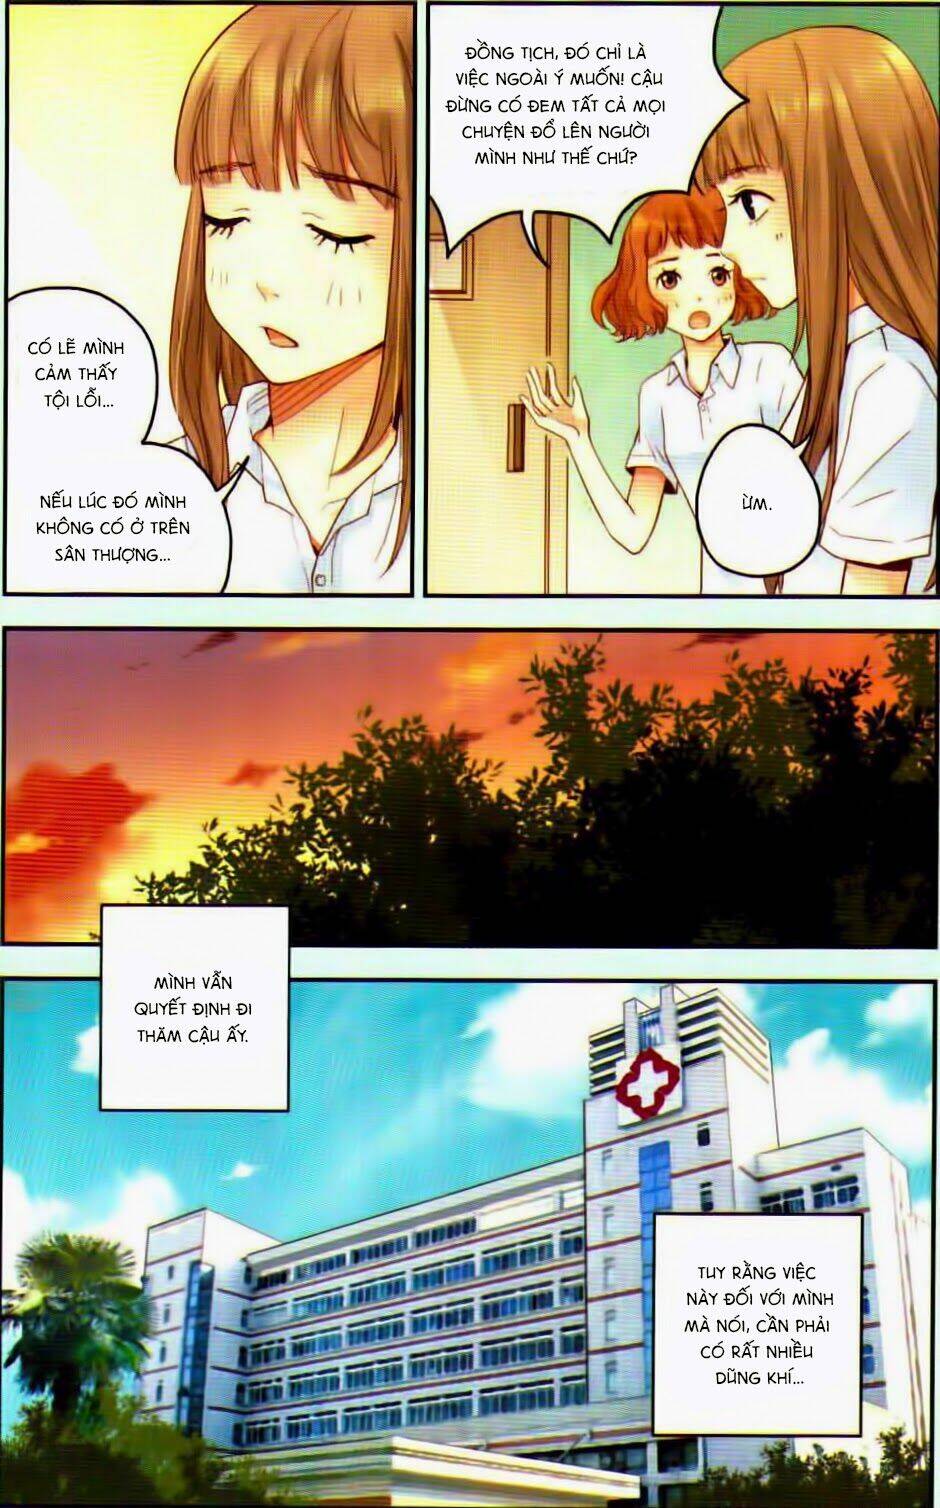 CÓ LẼ MÌNH
CẢM THẤY
TỘI LỖI...
NẾU LÚC ĐÓ MÌNH
KHÔNG CÓ Ở TRÊN
SÂN THƯỢNG...
ĐỒNG TỊCH, ĐÓ CHỈ LÀ
VIỆC NGOÀI Ý MUỐN! CẬU
ĐỪNG CÓ ĐEM TẤT CẢ MỌI
CHUYỆN ĐỔ LÊN NGƯỜI
MÌNH NHƯ THẾ CHỨ?
ỪM.
MÌNH VẪN
QUYẾT ĐỊNH ĐI
THĂM CẬU ẤY.
TUY RẰNG VIỆC
NÀY ĐỐI VỚI MÌNH
MÀ NÓI, CẦN PHẢI
CÓ RẤT NHIỀU
DŨNG KHÍ...